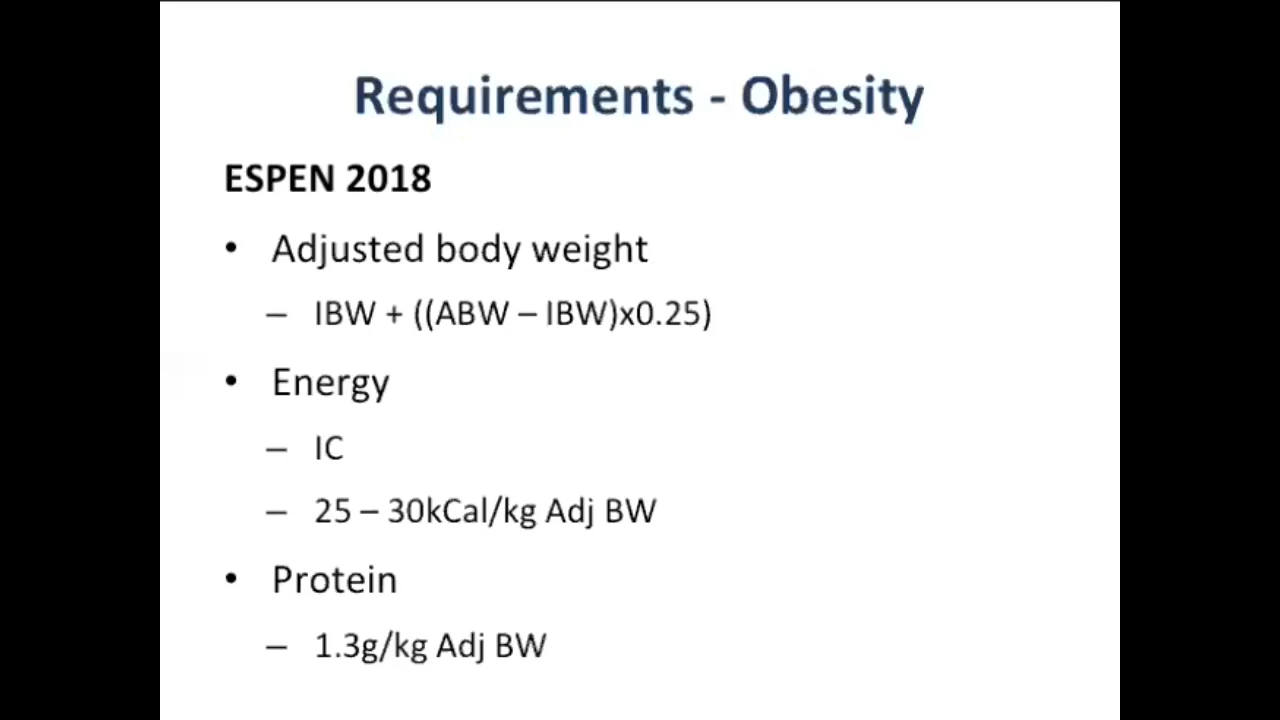 Requirements - Obesity
ESPEN 2018
• Adjusted body weight
– IBW + ((ABW – IBW)x0.25)
• Energy
– IC
– 25 – 30kCal/kg Adj BW
• Protein
– 1.3g/kg Adj BW